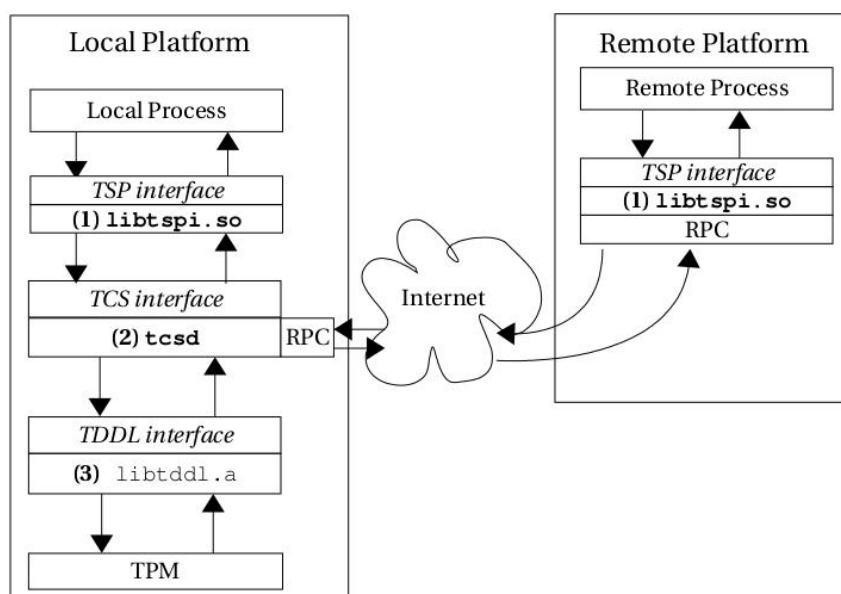 Local Platform
Local Process
TSP interface
(1) libtspi.so
TCS interface
(2) tcsd
RPC
TDDL interface
(3) libtddl.a
TPM
Internet
Remote Platform
Remote Process
TSP interface
(1) libtspi.so
RPC